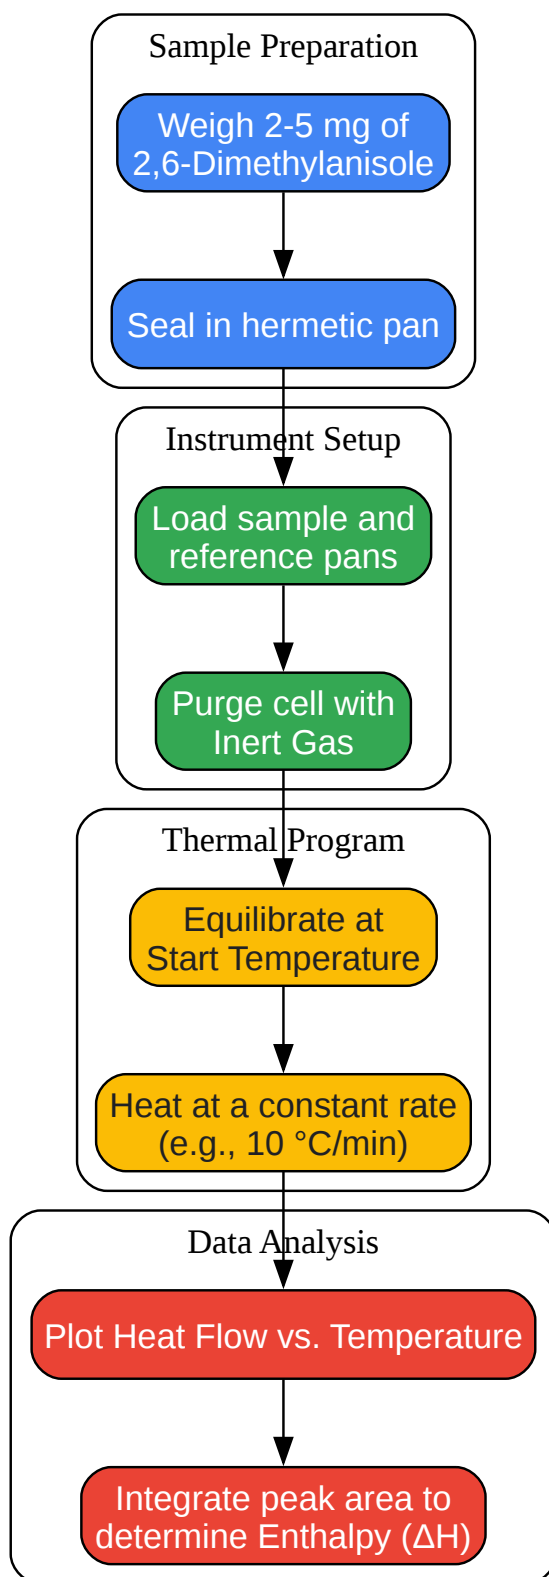 Sample Preparation
Weigh 2-5 mg of
2,6-Dimethylanisole
Seal in hermetic pan
Instrument Setup
Load sample and
reference pans
Purge cell with
Inert Gas
Thermal Program
Equilibrate at
Start Temperature
Heat at a constant rate
(e.g., 10 °C/min)
Data Analysis
Plot Heat Flow vs. Temperature
Integrate peak area to
determine Enthalpy (ΔH)